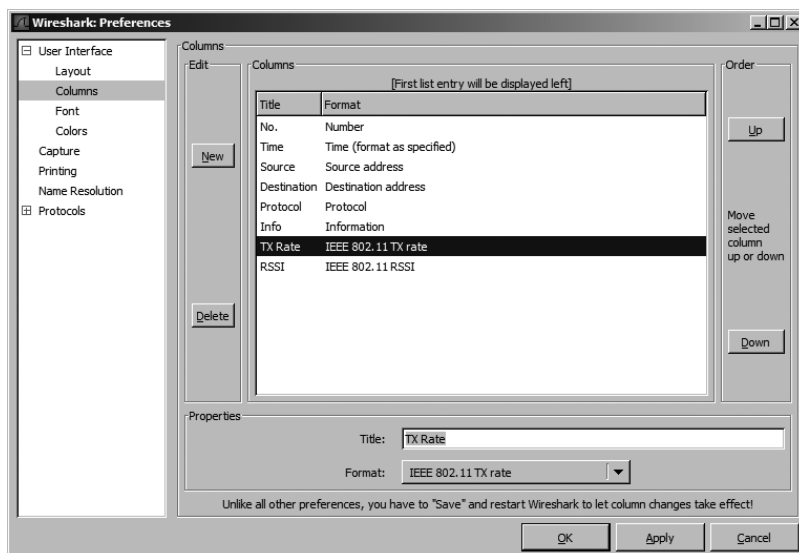 Wireshark: Preferences
User Interface
Layout
Columns
Font
Colors
Capture
Printing
Name Resolution
Protocols
Columns
Edit
New
Delete
Columns
[First list entry will be displayed left]
Title Format
No. Number
Time Time (format as specified)
Source Source address
Destination Destination address
Protocol Protocol
Info Information
TX Rate IEEE 802.11 TX rate
RSSI IEEE 802.11 RSSI
Order
Up
Move
selected
column
up or down
Down
Properties
Title: TX Rate
Format: IEEE 802.11 TX rate
Unlike all other preferences, you have to "Save" and restart Wireshark to let column changes take effect!
OK Apply Cancel